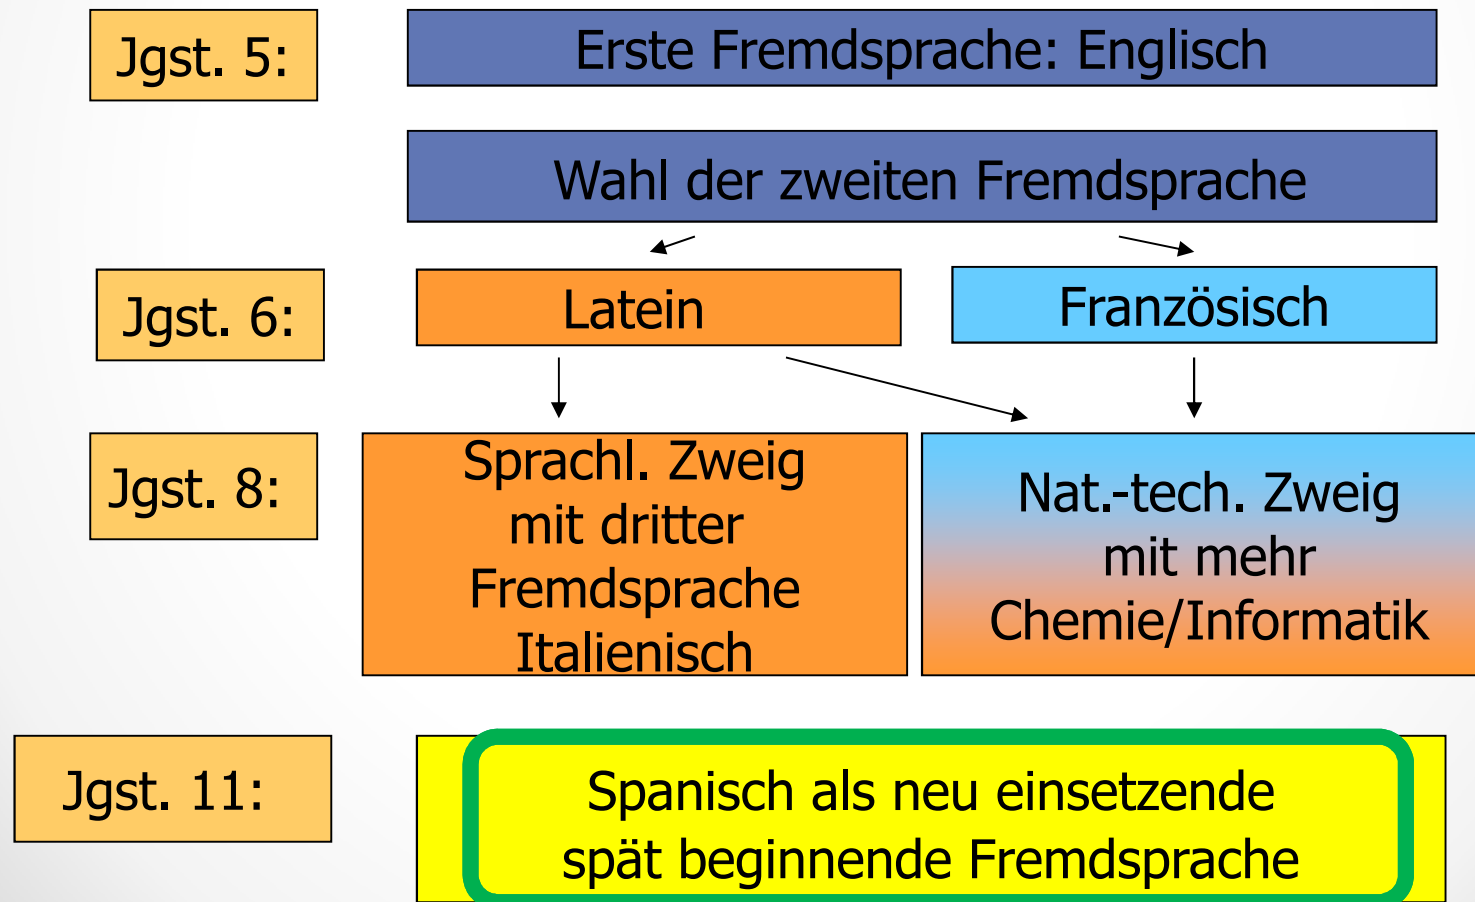 Jgst. 5:
Erste Fremdsprache: Englisch
Wahl der zweiten Fremdsprache
Jgst. 6:
Latein
Französisch
Jgst. 8:
Sprachl. Zweig
mit dritter
Fremdsprache
Italienisch
Nat.-tech. Zweig
mit mehr
Chemie/Informatik
Jgst. 11:
Spanisch als neu einsetzende
spät beginnende Fremdsprache